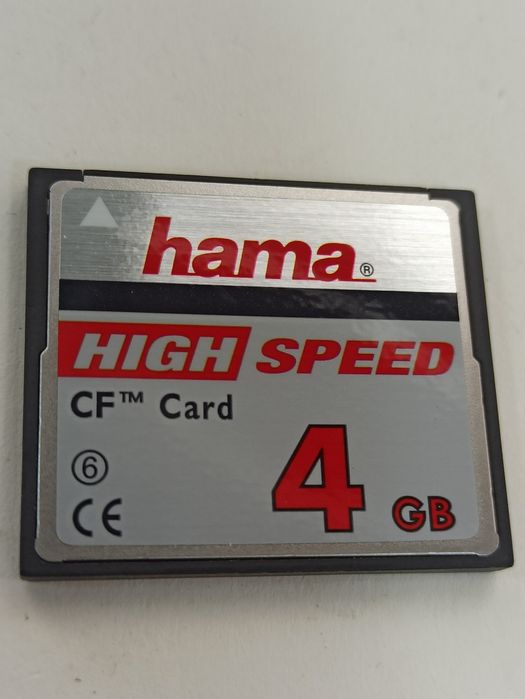 hama®
HIGH SPEED
CF™ Card
⑥
4 GB
CE